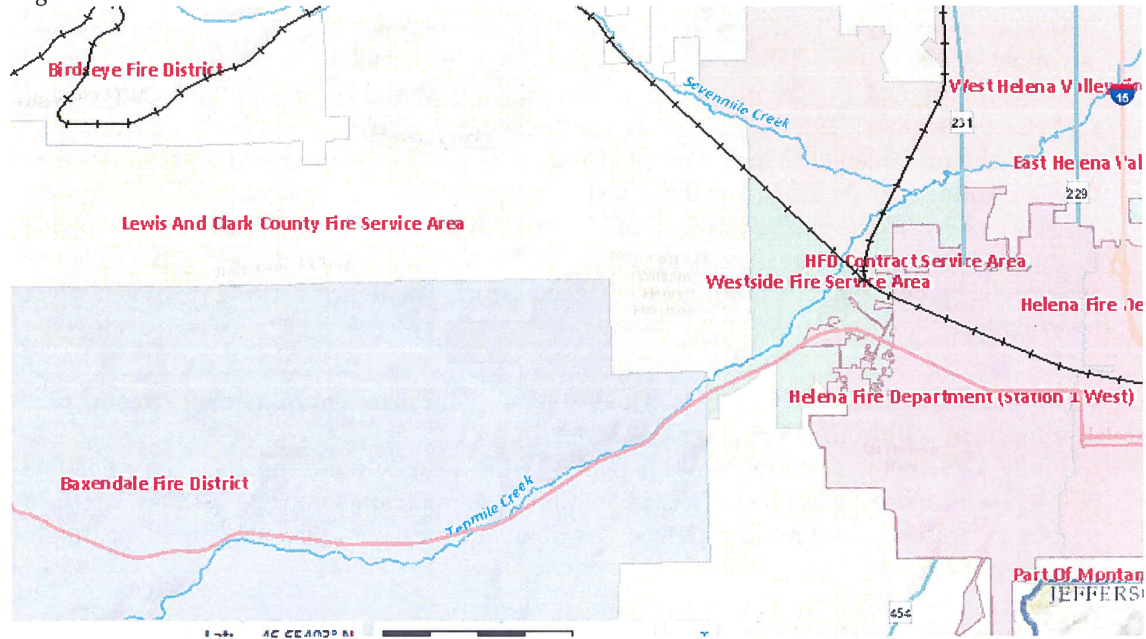 Birdseye Fire District
Sevenmile Creek
West Helena Valley
15
231
East Helena Val
229
Lewis And Clark County Fire Service Area
HFD Contract Service Area
Westside Fire Service Area
Helena Fire De
Helena Fire Department (Station 1 West)
Baxendale Fire District
Tenmile Creek
Part Of Montan
JEFFERS
454